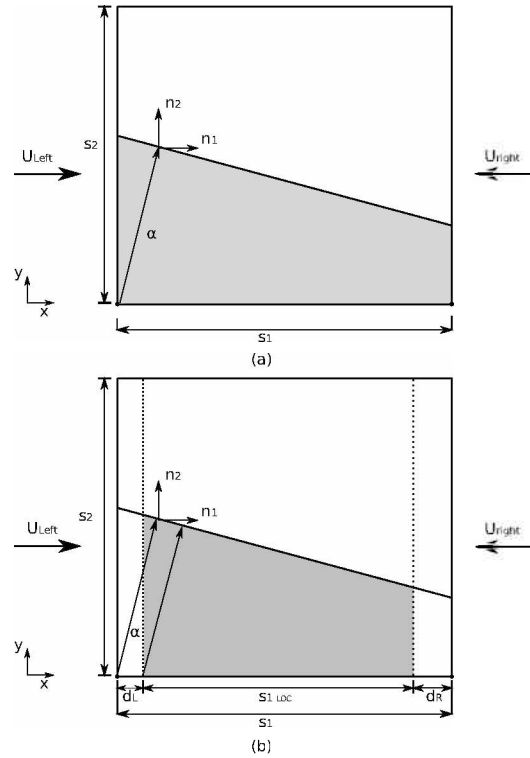 n2
S2
n1
ULeft
Uright
α
y
x
S1
(a)
n2
S2
n1
ULeft
Uright
α
y
x
dL
S1 LOC
dR
S1
(b)